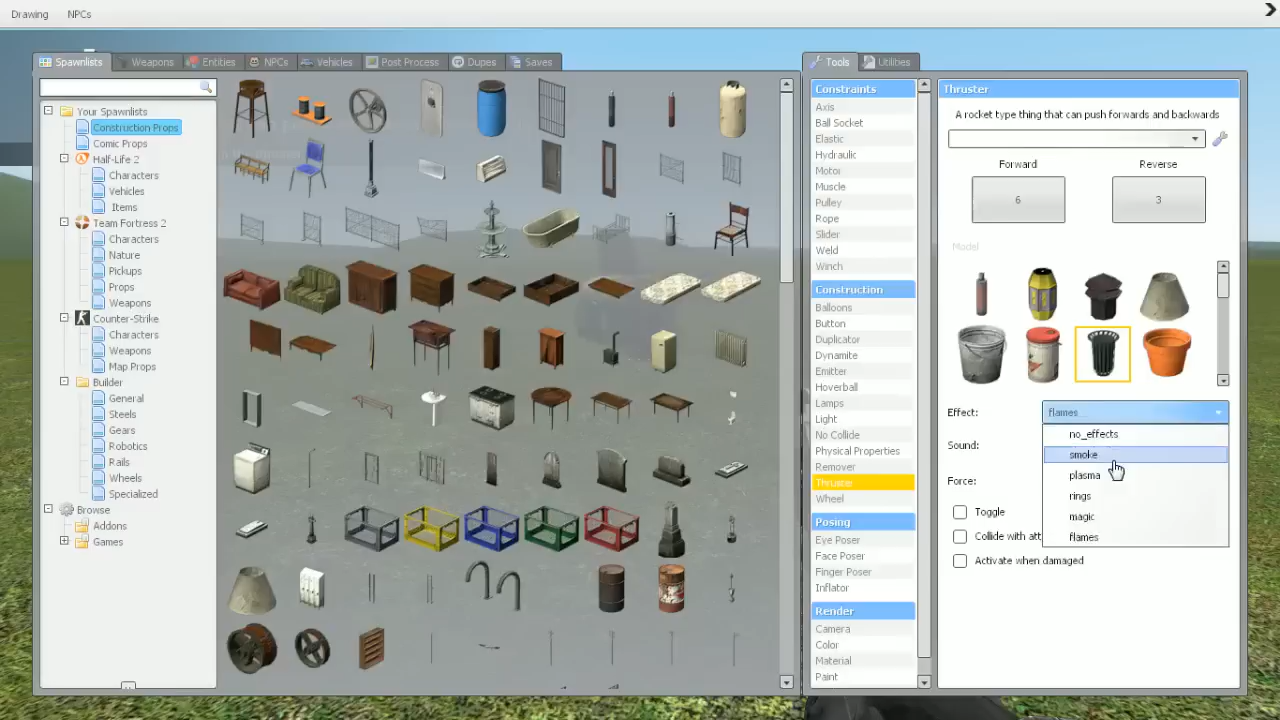 Drawing NPCs
Spawnlists Weapons Entities NPCs Vehicles Post Process Dupes Saves
Your Spawnlists
Construction Props
Comic Props
Half-Life 2
Characters
Vehicles
Items
Team Fortress 2
Characters
Nature
Pickups
Props
Weapons
Counter-Strike
Characters
Weapons
Map Props
Builder
General
Steels
Gears
Robotics
Rails
Wheels
Specialized
Browse
Addons
Games
Tools Utilities
Constraints
Axis
Ball Socket
Elastic
Hydraulic
Motor
Muscle
Pulley
Rope
Slider
Weld
Winch
Construction
Balloons
Button
Duplicator
Dynamite
Emitter
Hoverball
Lamps
Light
No Collide
Physical Properties
Remover
Thruster
Wheel
Posing
Eye Poser
Face Poser
Finger Poser
Inflator
Render
Camera
Color
Material
Paint
Thruster
A rocket type thing that can push forwards and backwards
Forward Reverse
6 3
Model
Effect: flames
no_effects
smoke
plasma
rings
magic
flames
Sound:
Force:
Toggle
Collide with att
Activate when damaged